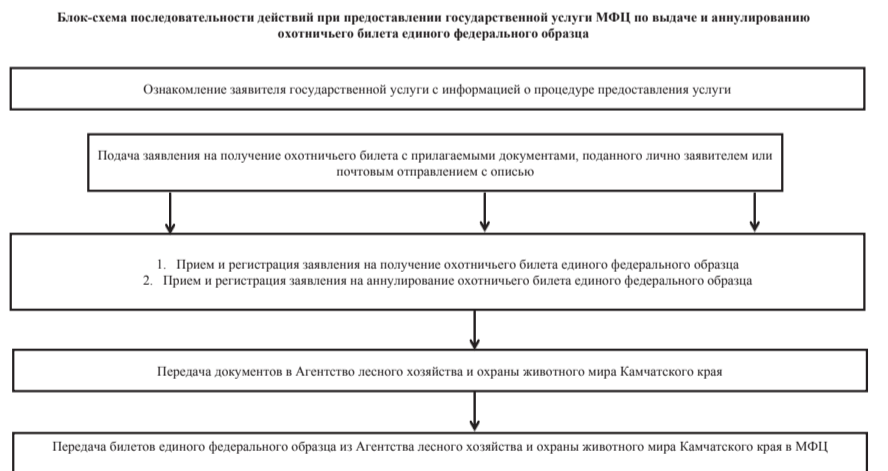 Блок-схема последовательности действий при предоставлении государственной услуги МФЦ по выдаче и аннулированию
охотничьего билета единого федерального образца
Ознакомление заявителя государственной услуги с информацией о процедуре предоставления услуги
Подача заявления на получение охотничьего билета с прилагаемыми документами, поданного лично заявителем или
почтовым отправлением с описью
1. Прием и регистрация заявления на получение охотничьего билета единого федерального образца
2. Прием и регистрация заявления на аннулирование охотничьего билета единого федерального образца
Передача документов в Агентство лесного хозяйства и охраны животного мира Камчатского края
Передача билетов единого федерального образца из Агентства лесного хозяйства и охраны животного мира Камчатского края в МФЦ